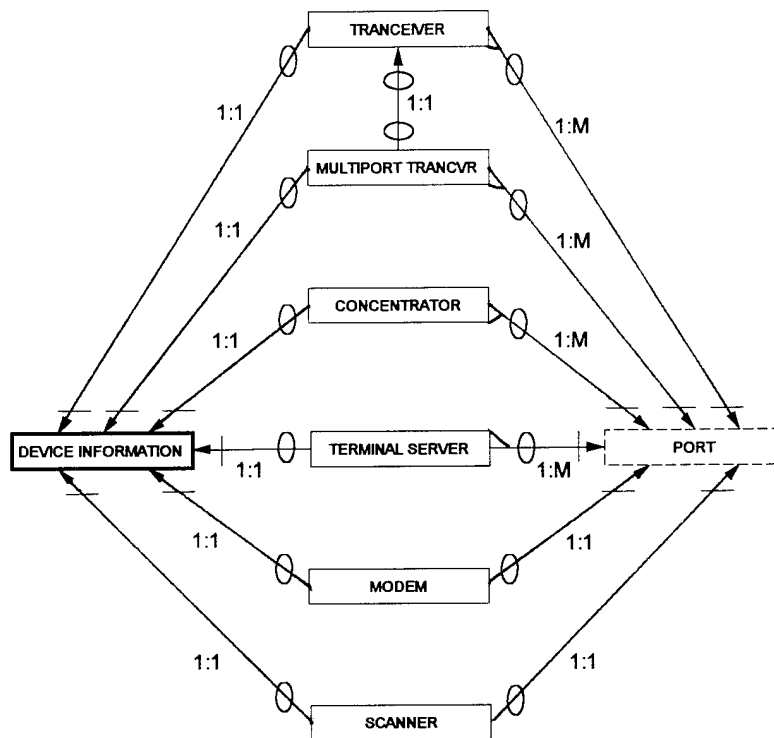 TRANCEIVER
1:1
1:1
1:M
MULTIPORT TRANCVR
1:1
1:M
CONCENTRATOR
1:1
1:M
DEVICE INFORMATION
TERMINAL SERVER
PORT
1:1
1:M
1:1
1:1
MODEM
1:1
1:1
SCANNER